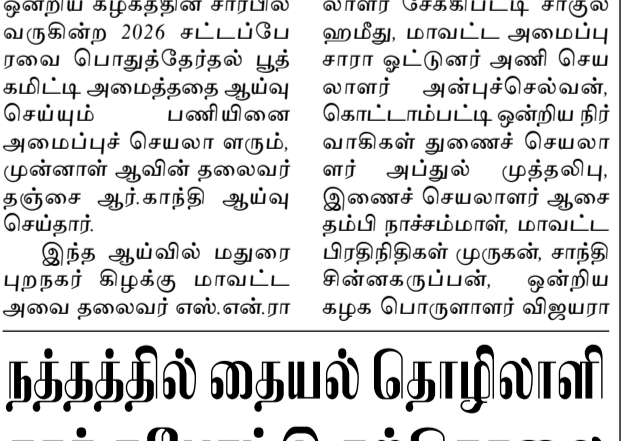 ஒன்றிய கழகத்தின் சார்பில்
வருகின்ற 2026 சட்டப்பே
ரவை பொதுத்தேர்தல் பூத்
கமிட்டி அமைத்ததை ஆய்வு
செய்யும் பணியினை
அமைப்புச் செயலா ளரும்,
முன்னாள் ஆவின் தலைவர்
தஞ்சை ஆர்.காந்தி ஆய்வு
செய்தார்.
இந்த ஆய்வில் மதுரை
புறநகர் கிழக்கு மாவட்ட
அவை தலைவர் எஸ்.என்.ரா
லாளர் சேக்கிபட்டி சாகுல்
ஹமீது, மாவட்ட அமைப்பு
சாரா ஓட்டுனர் அணி செய
லாளர் அன்புச்செல்வன்,
கொட்டாம்பட்டி ஒன்றிய நிர்
வாகிகள் துணைச் செயலா
ளர் அப்துல் முத்தலிபு,
இணைச் செயலாளர் ஆசை
தம்பி நாச்சம்மாள், மாவட்ட
பிரதிநிதிகள் முருகன், சாந்தி
சின்னகருப்பன், ஒன்றிய
கழக பொருளாளர் விஜயரா
நத்தத்தில் தையல் தொழிலாளி